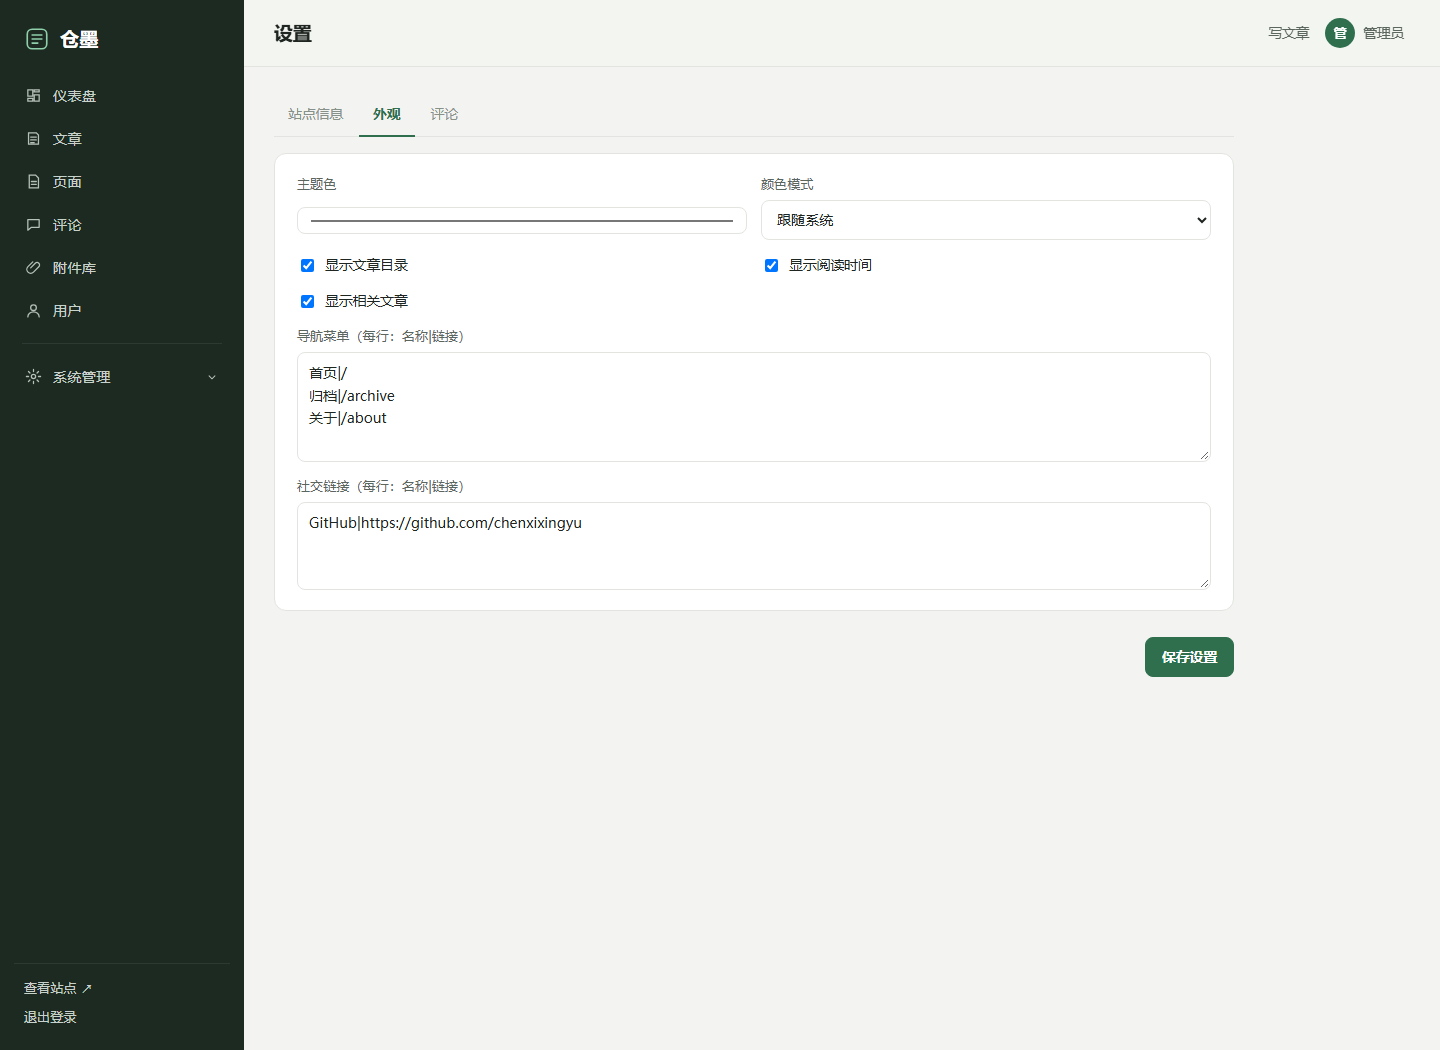 仓墨
仪表盘
文章
页面
评论
附件库
用户
系统管理
查看站点 ↗
退出登录
设置
写文章
管
管理员
站点信息
外观
评论
主题色
颜色模式
跟随系统
显示文章目录
显示阅读时间
显示相关文章
导航菜单（每行：名称|链接）
首页|/
归档|/archive
关于|/about
社交链接（每行：名称|链接）
GitHub|https://github.com/chenxixingyu
保存设置